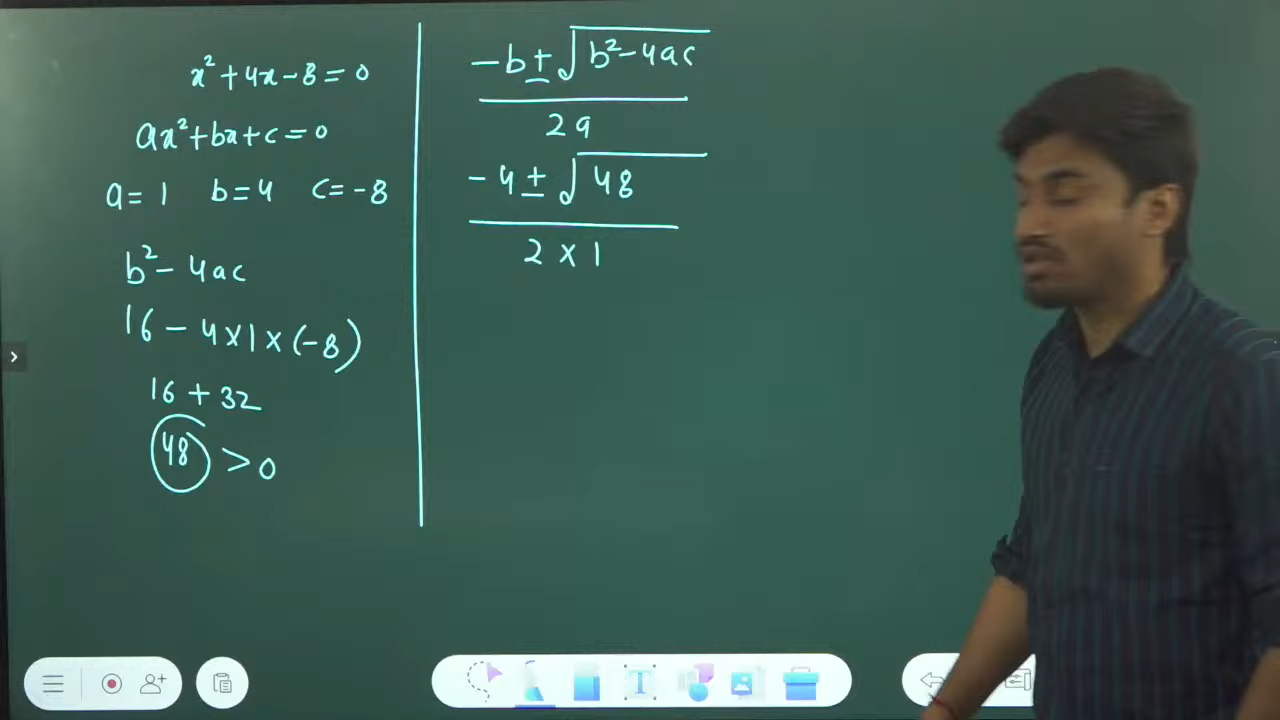 x² + 4x - 8 = 0
ax² + bx + c = 0
a = 1 b = 4 c = -8
b² - 4ac
16 - 4 × 1 × (-8)
16 + 32
48 > 0
-b ± √b² - 4ac
2a
-4 ± √48
2 × 1
T